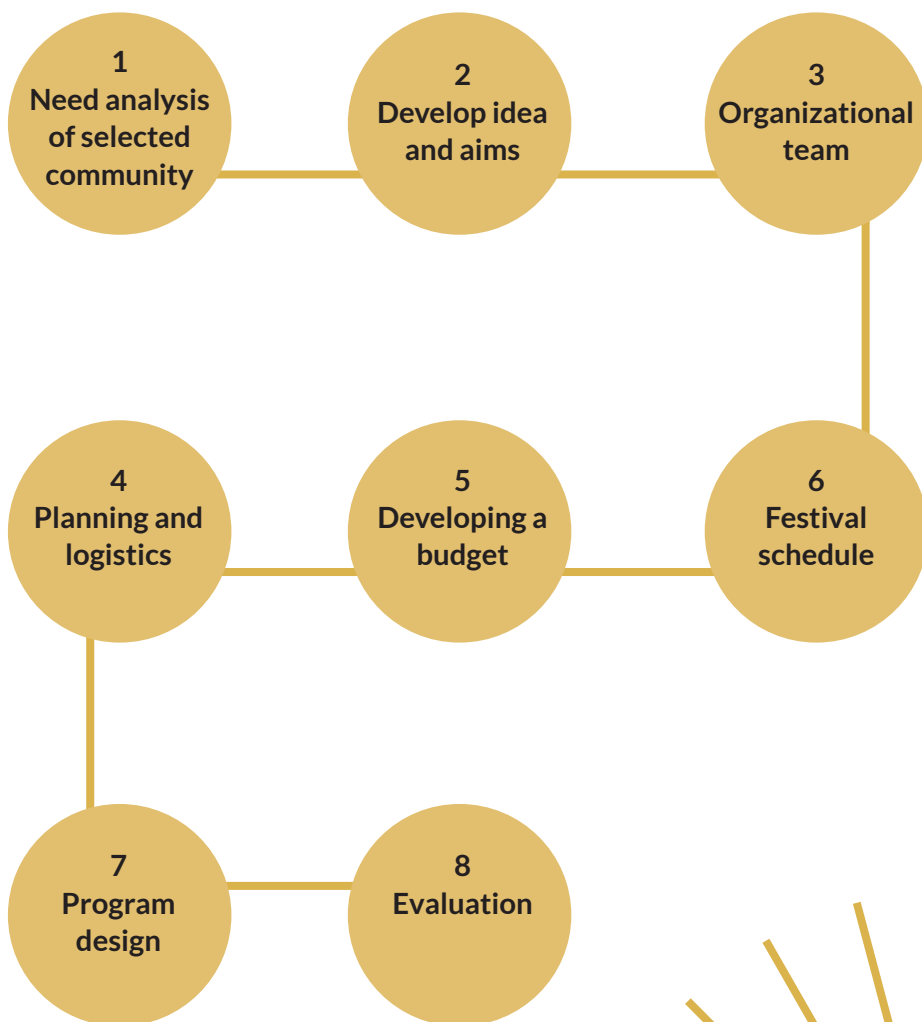 1
Need analysis
of selected
community
2
Develop idea
and aims
3
Organizational
team
4
Planning and
logistics
5
Developing a
budget
6
Festival
schedule
7
Program
design
8
Evaluation